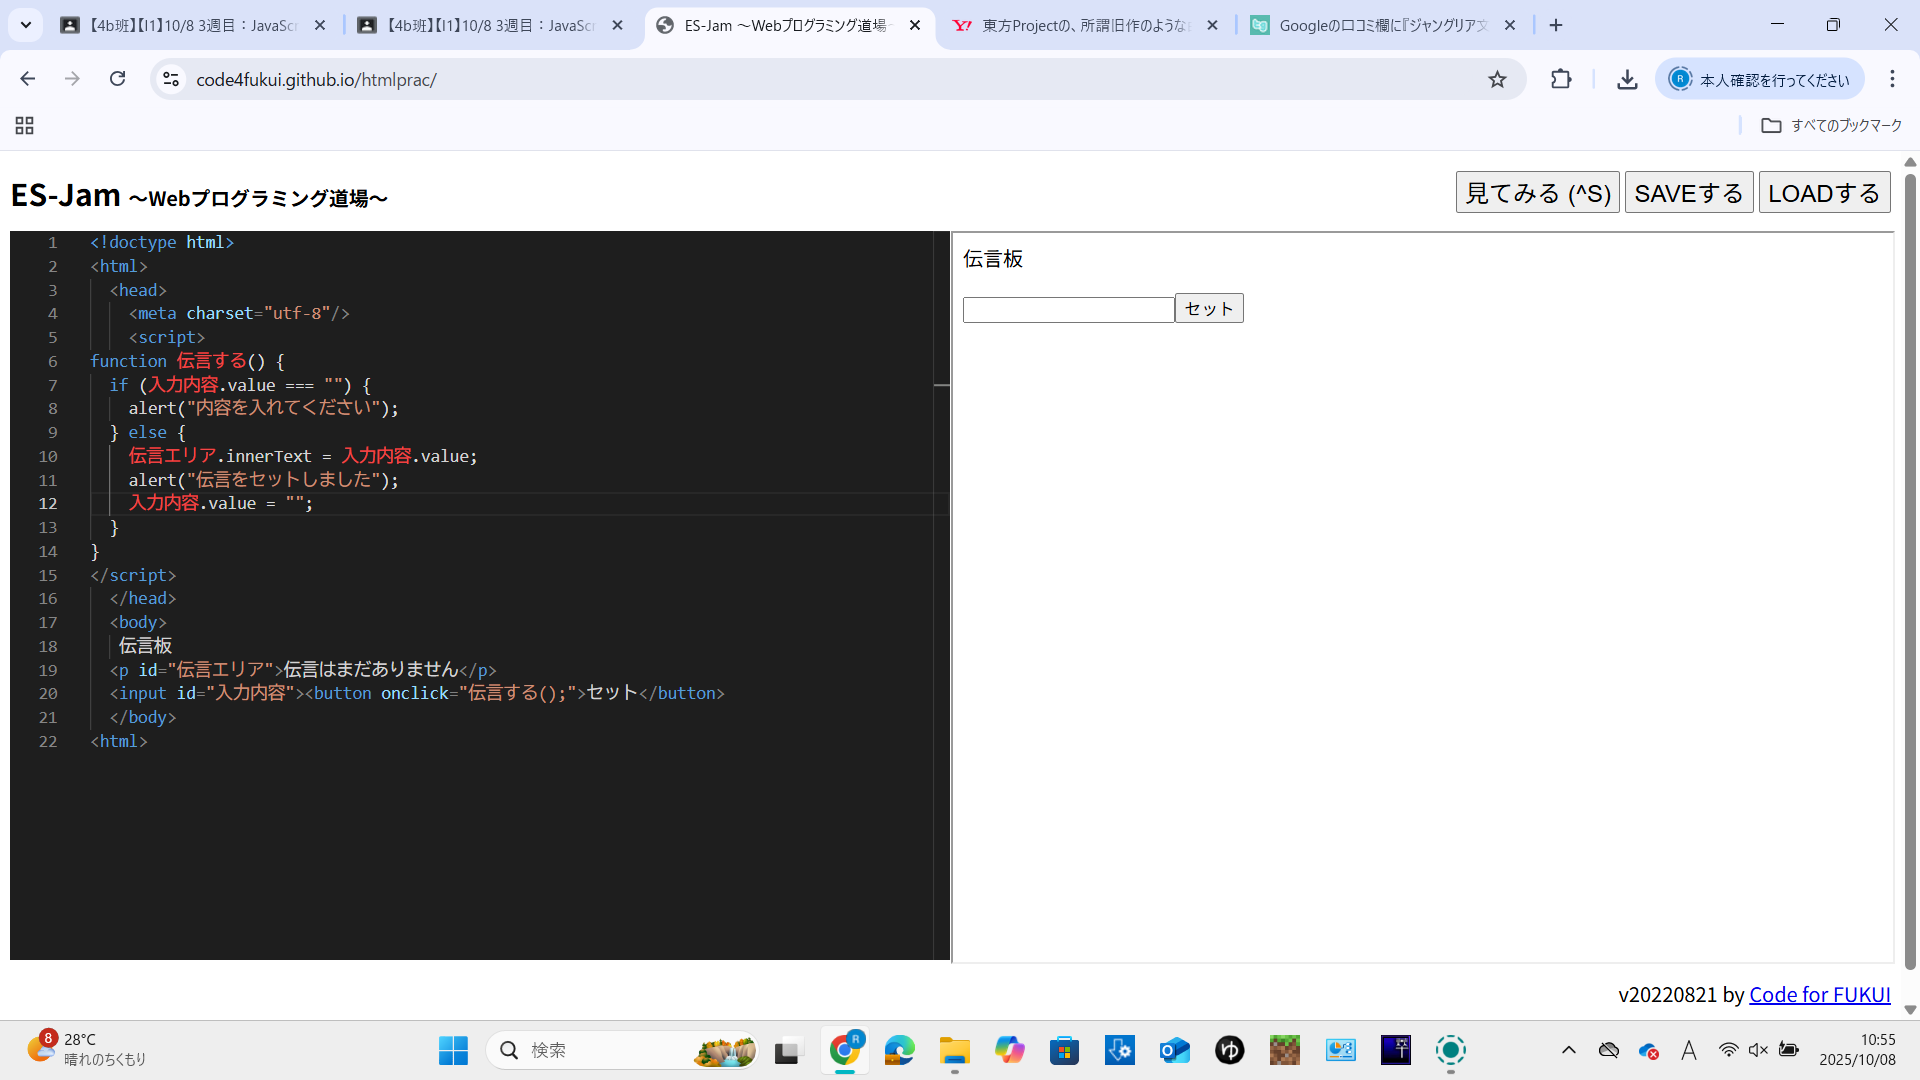 【4b班】【I1】10/8 3週目：JavaScr
【4b班】【I1】10/8 3週目：JavaScr
ES-Jam 〜Webプログラミング道場〜
東方Projectの、所謂旧作のような
Googleの口コミ欄に『ジャングリア文
code4fukui.github.io/htmlprac/
本人確認を行ってください
すべてのブックマーク
ES-Jam 〜Webプログラミング道場〜
見てみる (^S)
SAVEする
LOADする
1 <!doctype html>
2 <html>
3 <head>
4 <meta charset="utf-8"/>
5 <script>
6 function 伝言する() {
7 if (入力内容.value === "") {
8 alert("内容を入れてください");
9 } else {
10 伝言エリア.innerText = 入力内容.value;
11 alert("伝言をセットしました");
12 入力内容.value = "";
13 }
14 }
15 </script>
16 </head>
17 <body>
18 伝言板
19 <p id="伝言エリア">伝言はまだありません</p>
20 <input id="入力内容"><button onclick="伝言する();">セット</button>
21 </body>
22 <html>
伝言板
セット
v20220821 by Code for FUKUI
8
28°C
晴れのちくもり
検索
R
ゆ
A
10:55
2025/10/08